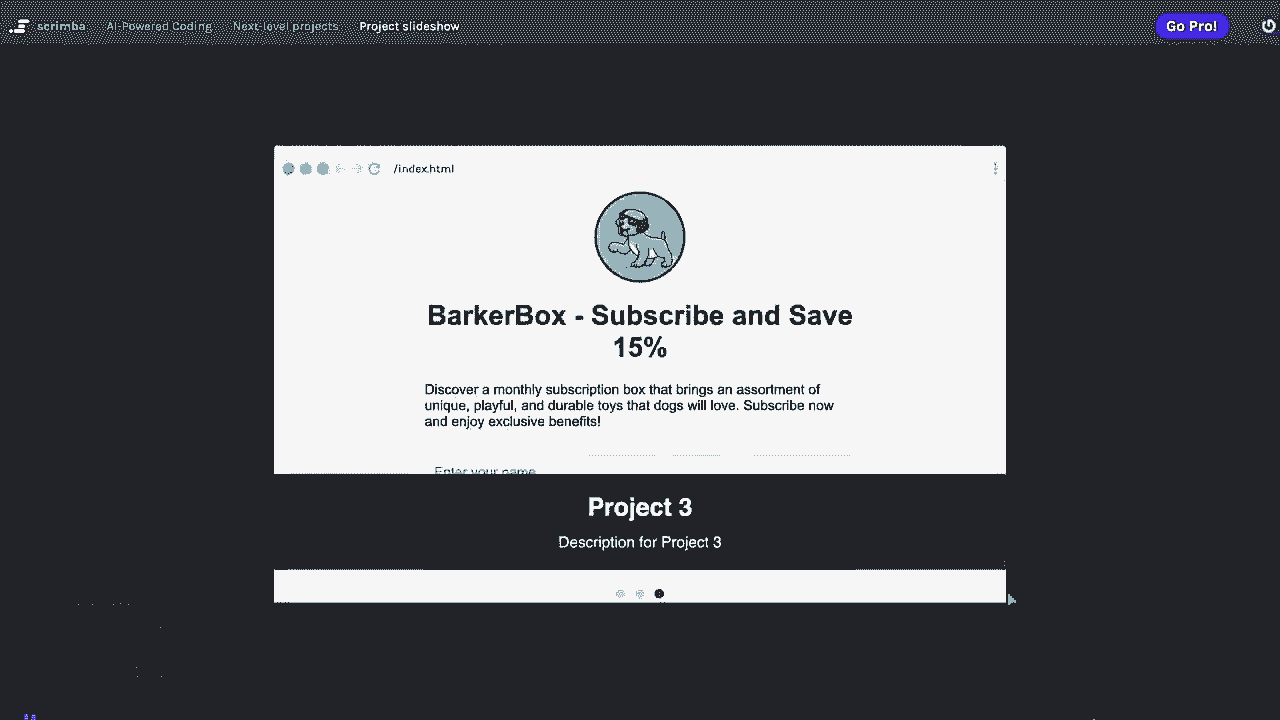 scrimba AI-Powered Coding Next-level projects Project slideshow Go Pro!
/index.html
BarkerBox - Subscribe and Save
15%
Discover a monthly subscription box that brings an assortment of
unique, playful, and durable toys that dogs will love. Subscribe now
and enjoy exclusive benefits!
Enter your name
Project 3
Description for Project 3